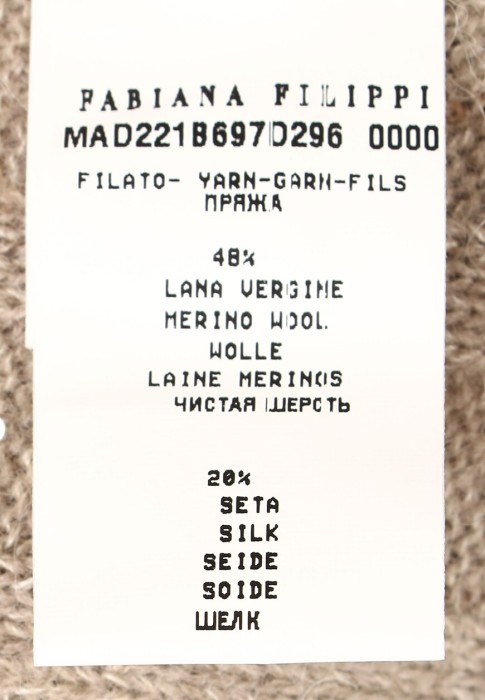 FABIANA FILIPPI
MAD221B697D296 0000
FILATO- YARN-GARN-FILS
ПРЯЖА
48%
LANA VERGINE
MERINO WOOL
WOLLE
LAINE MERINOS
ЧИСТАЯ ШЕРСТЬ
20%
SETA
SILK
SEIDE
SOIDE
ШЕЛК